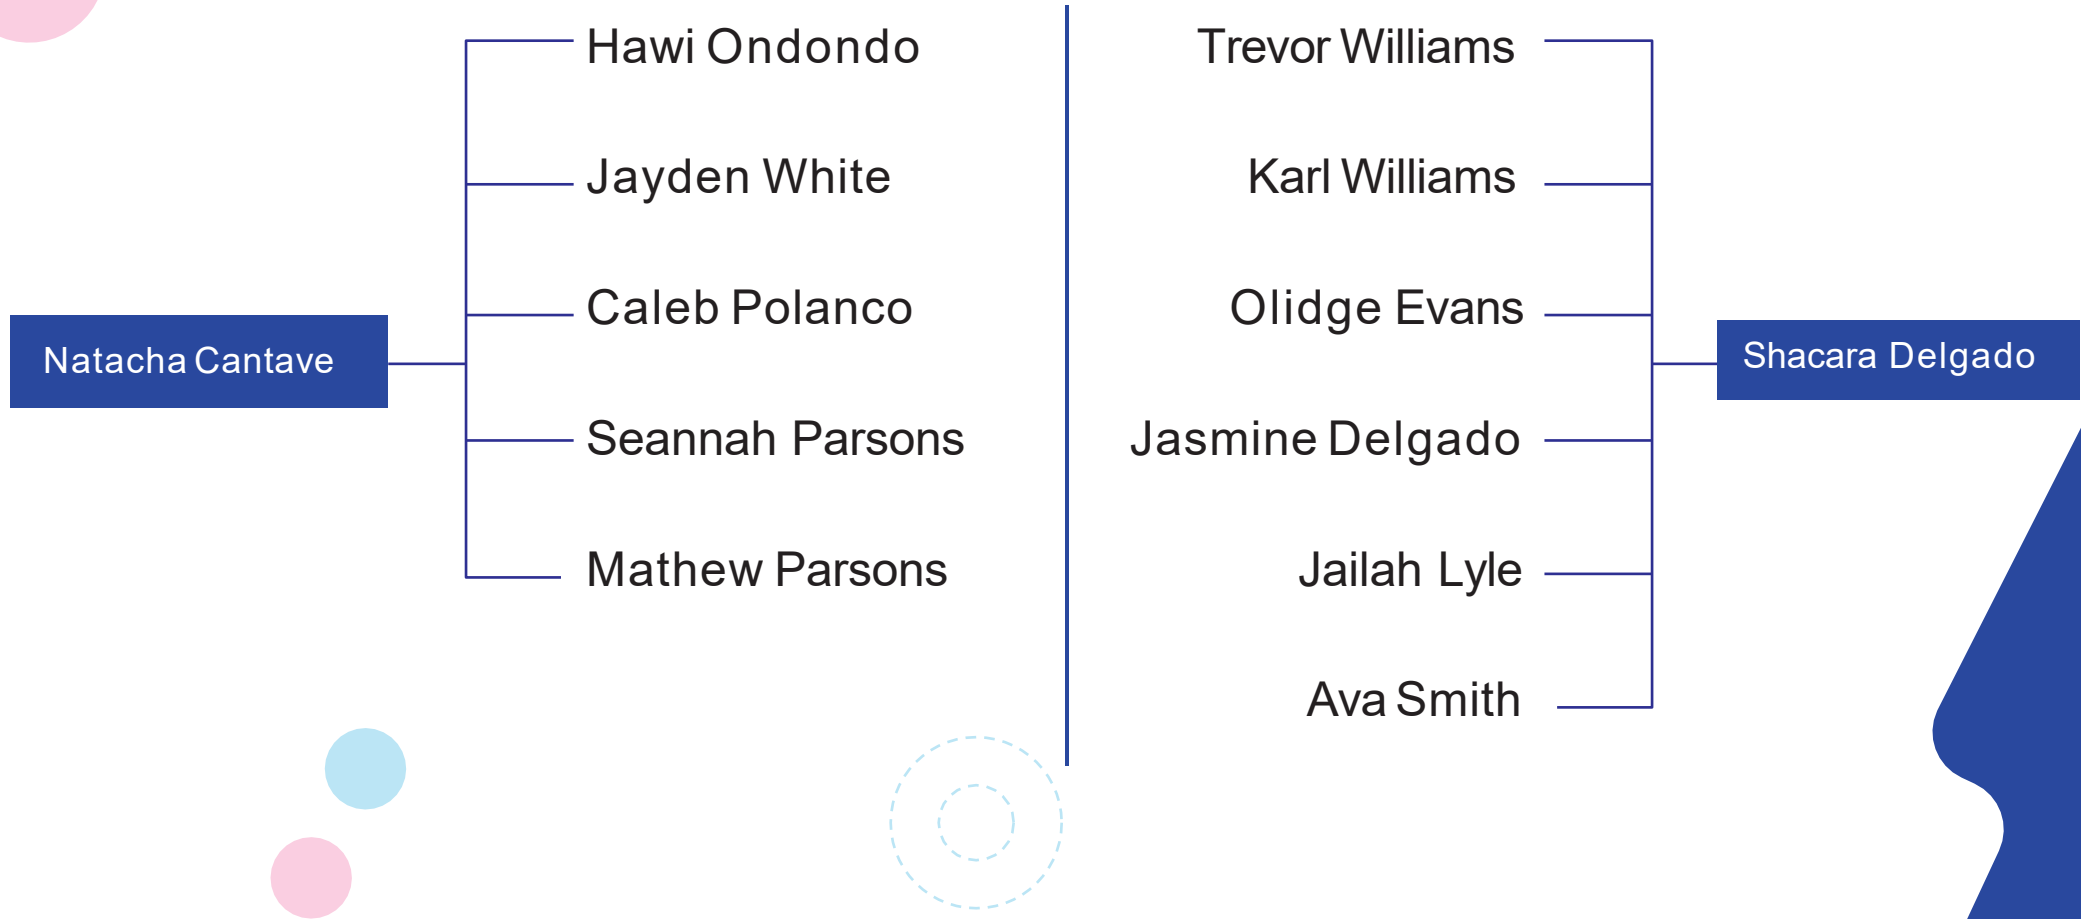 Natacha Cantave
Hawi Ondondo
Jayden White
Caleb Polanco
Seannah Parsons
Mathew Parsons
Trevor Williams
Karl Williams
Olidge Evans
Jasmine Delgado
Jailah Lyle
Ava Smith
Shacara Delgado